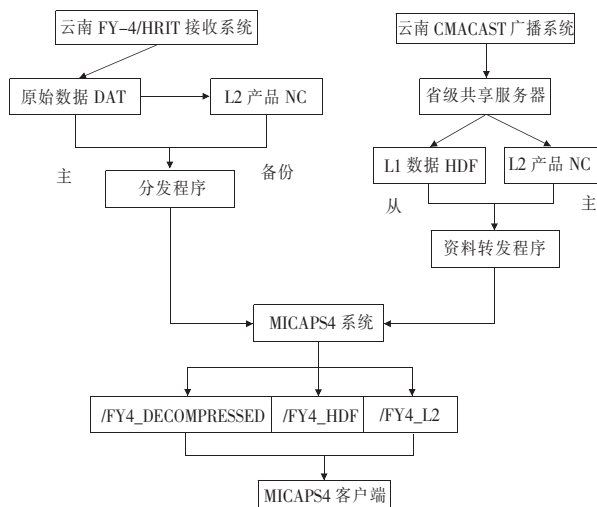 云南 FY-4/HRIT 接收系统
云南 CMACAST 广播系统
原始数据 DAT
L2 产品 NC
省级共享服务器
主
备份
分发程序
L1 数据 HDF
L2 产品 NC
从
主
资料转发程序
MICAPS4 系统
/FY4_DECOMPRESSED
/FY4_HDF
/FY4_L2
MICAPS4 客户端